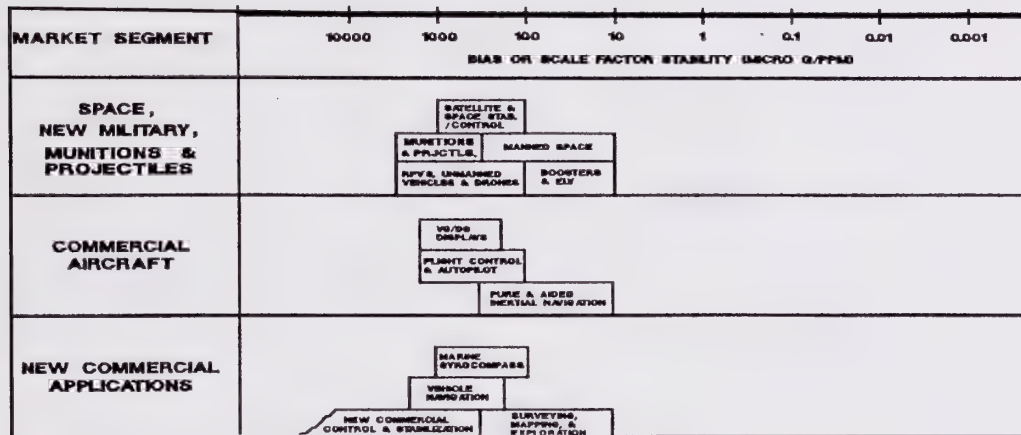 MARKET SEGMENT
10000 1000 100 10 1 0.1 0.01 0.001
BIAS OR SCALE FACTOR STABILITY (MICRO G/PPM)
SPACE,
NEW MILITARY,
MUNITIONS &
PROJECTILES
SATELLITE &
SPACE STAB.
/CONTROL
MUNITIONS
& PRJCTLS.
MANNED SPACE
RPV'S, UNMANNED
VEHICLES & DRONES
BOOSTERS
& ELV
COMMERCIAL
AIRCRAFT
VG/DG
DISPLAYS
FLIGHT CONTROL
& AUTOPILOT
PURE & AIDED
INERTIAL NAVIGATION
NEW COMMERCIAL
APPLICATIONS
MARINE
GYROCOMPASS
VEHICLE
NAVIGATION
NEW COMMERCIAL
CONTROL & STABILIZATION
SURVEYING,
MAPPING, &
EXPLORATION